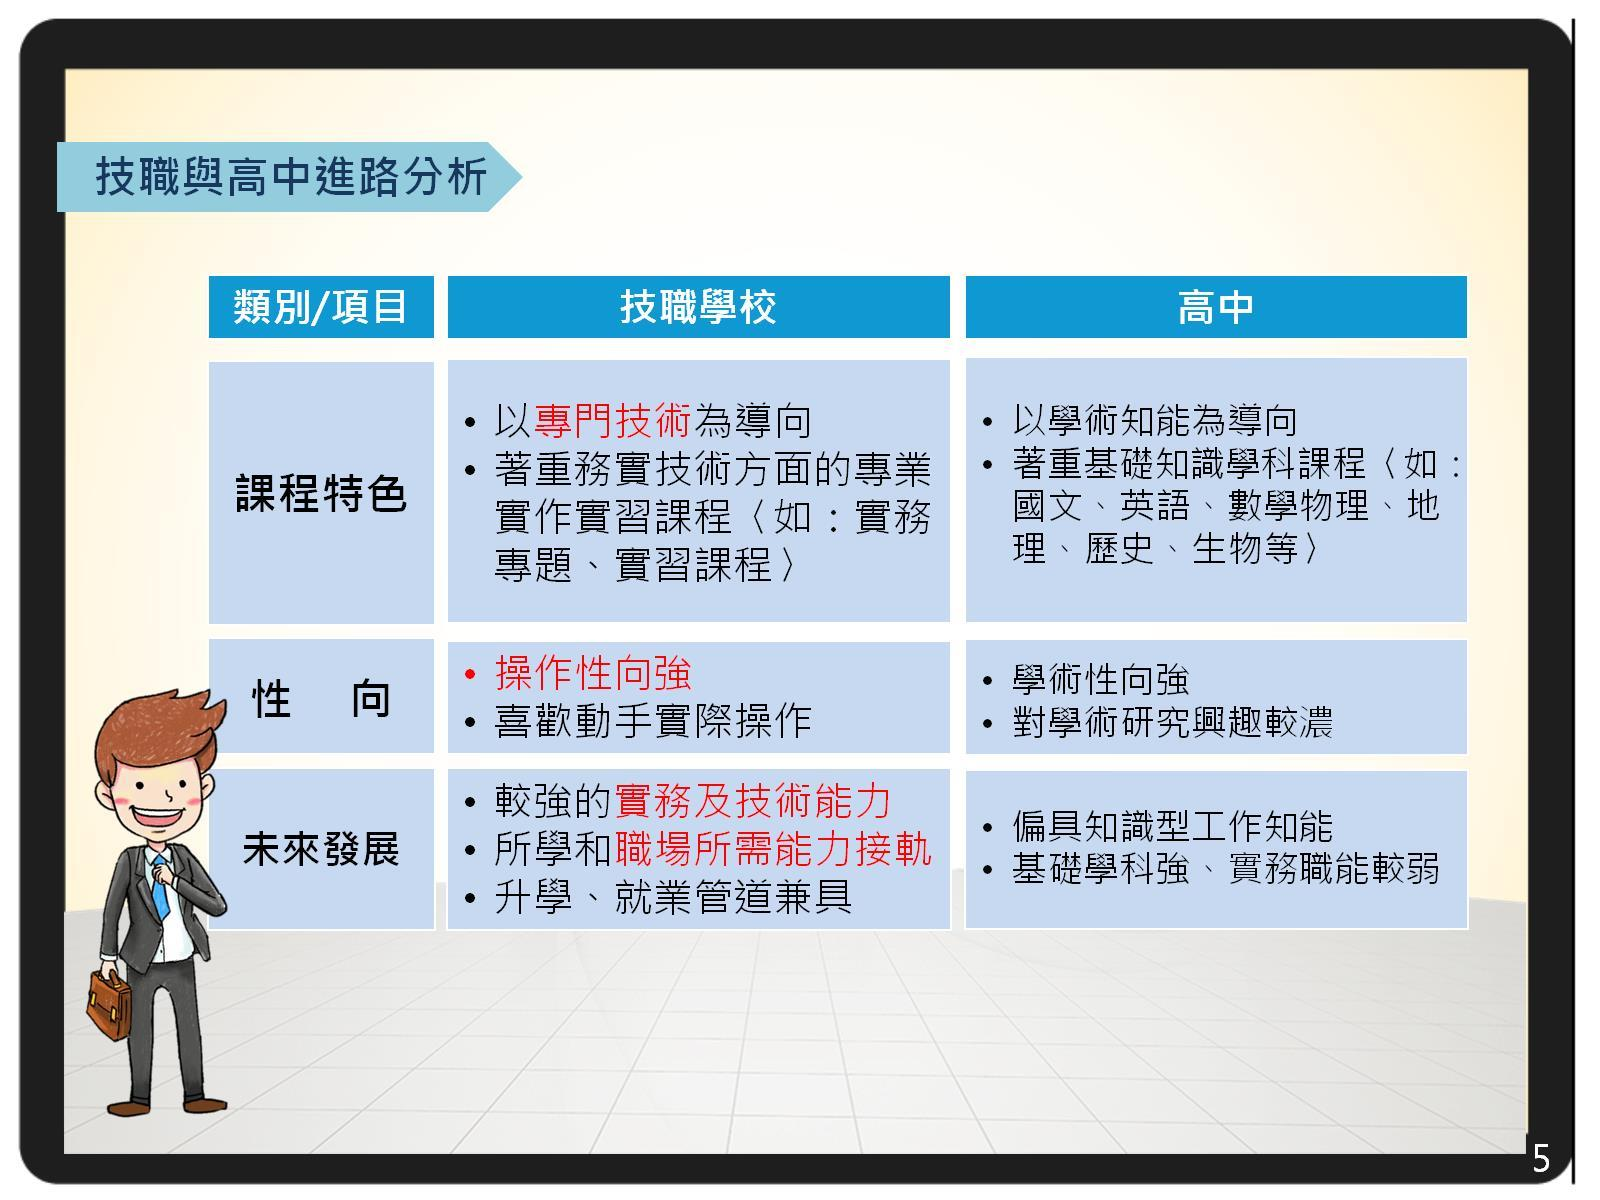 技職與高中進路分析
類別/項目
技職學校
高中
課程特色
• 以專門技術為導向
• 著重務實技術方面的專業
實作實習課程〈如：實務
專題、實習課程〉
• 以學術知能為導向
• 著重基礎知識學科課程〈如：
國文、英語、數學物理、地
理、歷史、生物等〉
性 向
• 操作性向強
• 喜歡動手實際操作
• 學術性向強
• 對學術研究興趣較濃
未來發展
• 較強的實務及技術能力
• 所學和職場所需能力接軌
• 升學、就業管道兼具
• 偏具知識型工作知能
• 基礎學科強、實務職能較弱
5